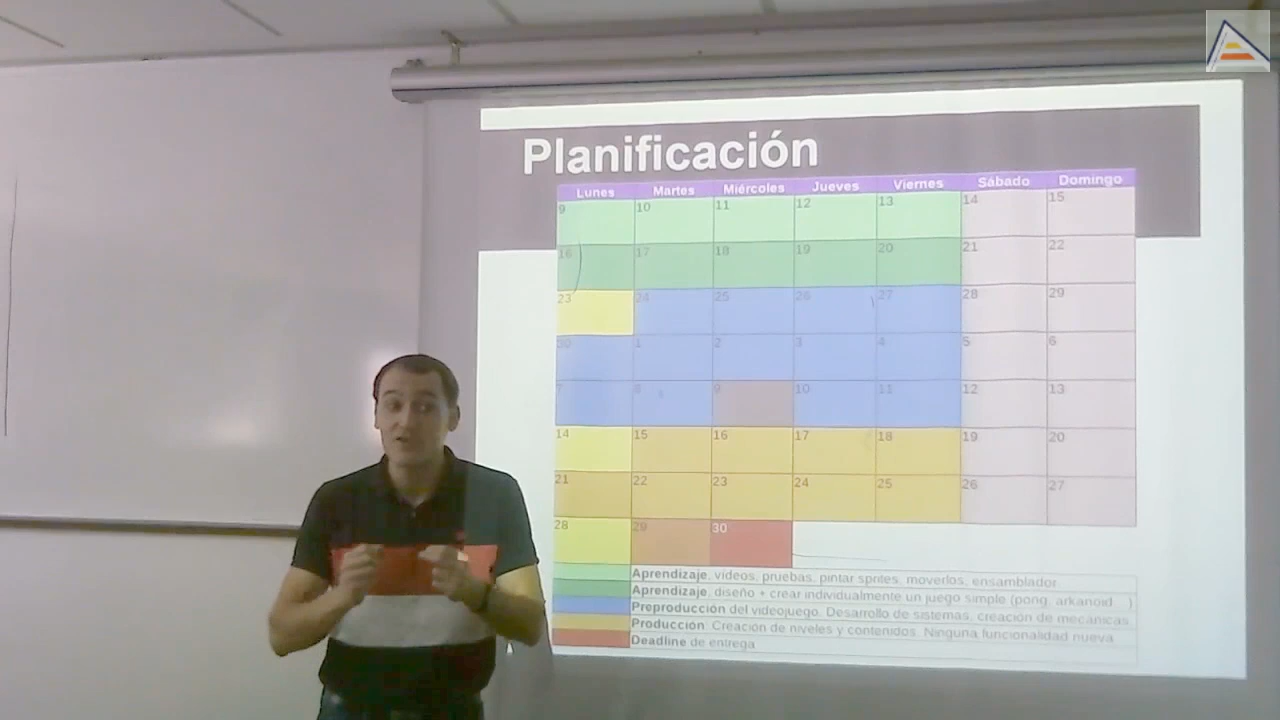 Planificación
Lunes Martes Miércoles Jueves Viernes Sábado Domingo
9 10 11 12 13 14 15
16 17 18 19 20 21 22
23 24 25 26 27 28 29
30 1 2 3 4 5 6
7 8 9 10 11 12 13
14 15 16 17 18 19 20
21 22 23 24 25 26 27
28 29 30
Aprendizaje, vídeos, pruebas, pintar sprites, moverlos, ensamblador.
Aprendizaje, diseño + crear individualmente un juego simple (pong, arkanoid...)
Preproducción del videojuego. Desarrollo de sistemas, creación de mecánicas.
Producción. Creación de niveles y contenidos. Ninguna funcionalidad nueva
Deadline de entrega